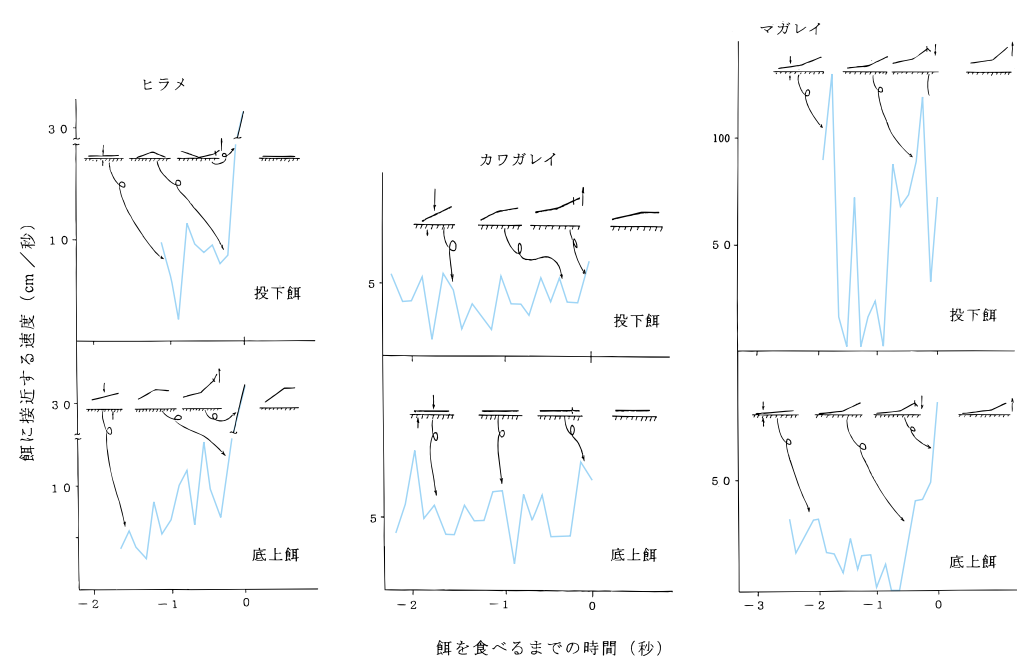 ヒラメ
30
10
投下餌
30
10
底上餌
-2
-1
0
カワガレイ
5
投下餌
5
底上餌
-2
-1
0
マガレイ
100
50
投下餌
50
底上餌
-3
-2
-1
0
餌に接近する速度（cm／秒）
餌を食べるまでの時間（秒）